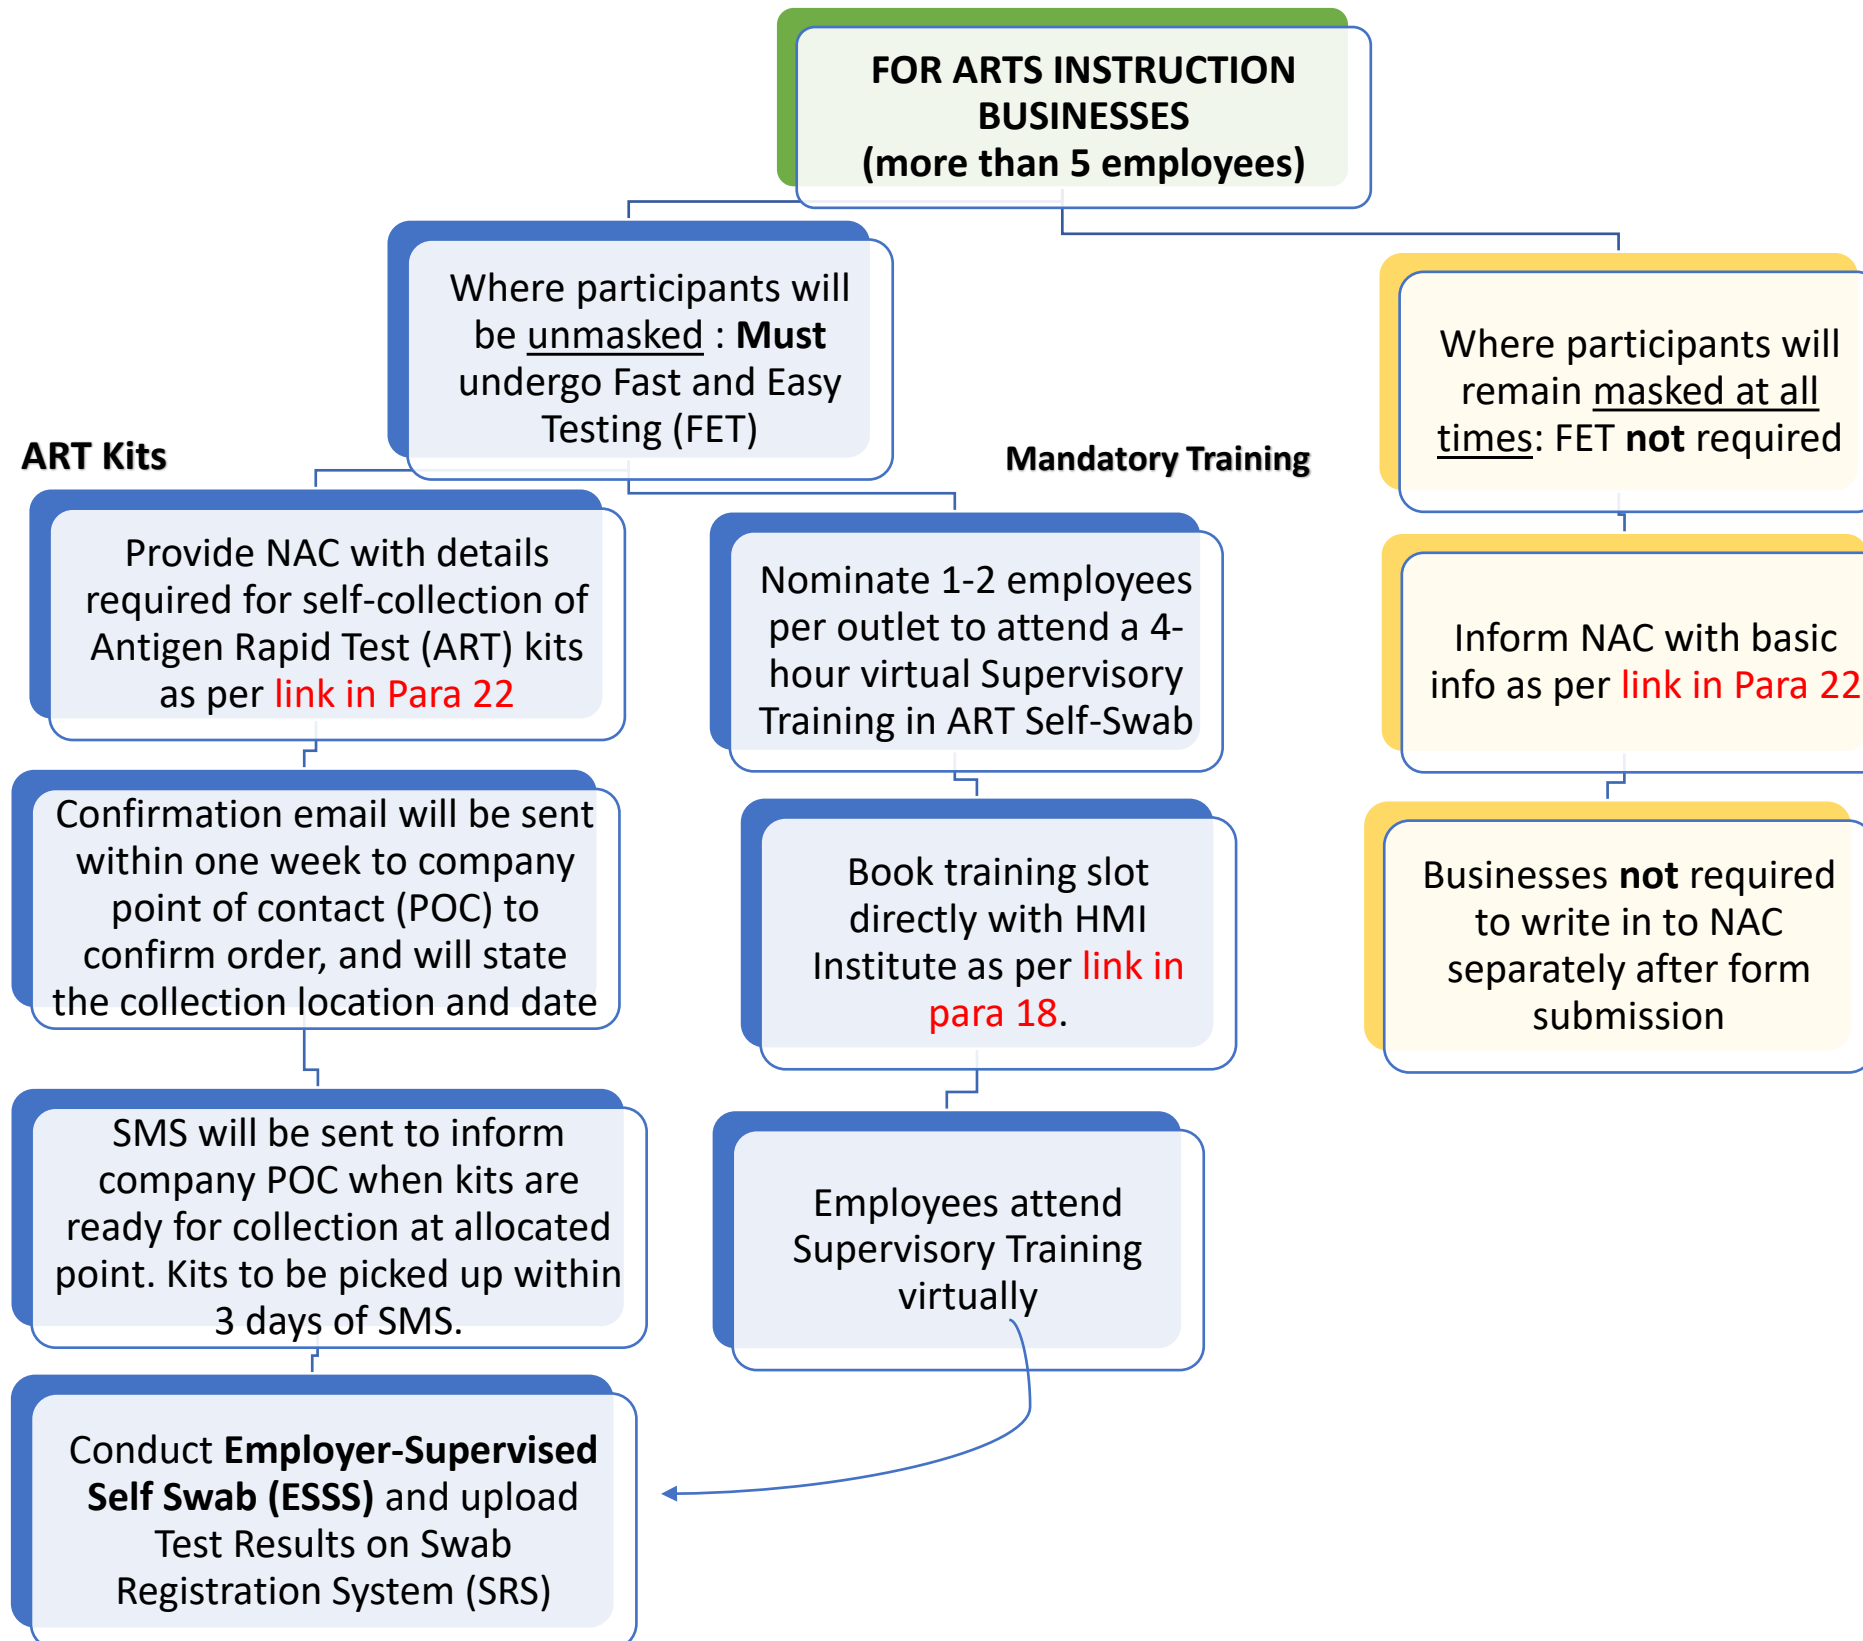 FOR ARTS INSTRUCTION
BUSINESSES
(more than 5 employees)
Where participants will
be unmasked : Must
undergo Fast and Easy
Testing (FET)
Where participants will
remain masked at all
times: FET not required
ART Kits
Mandatory Training
Provide NAC with details
required for self-collection of
Antigen Rapid Test (ART) kits
as per link in Para 22
Nominate 1-2 employees
per outlet to attend a 4-
hour virtual Supervisory
Training in ART Self-Swab
Inform NAC with basic
info as per link in Para 22
Confirmation email will be sent
within one week to company
point of contact (POC) to
confirm order, and will state
the collection location and date
Book training slot
directly with HMI
Institute as per link in
para 18.
Businesses not required
to write in to NAC
separately after form
submission
SMS will be sent to inform
company POC when kits are
ready for collection at allocated
point. Kits to be picked up within
3 days of SMS.
Employees attend
Supervisory Training
virtually
Conduct Employer-Supervised
Self Swab (ESSS) and upload
Test Results on Swab
Registration System (SRS)